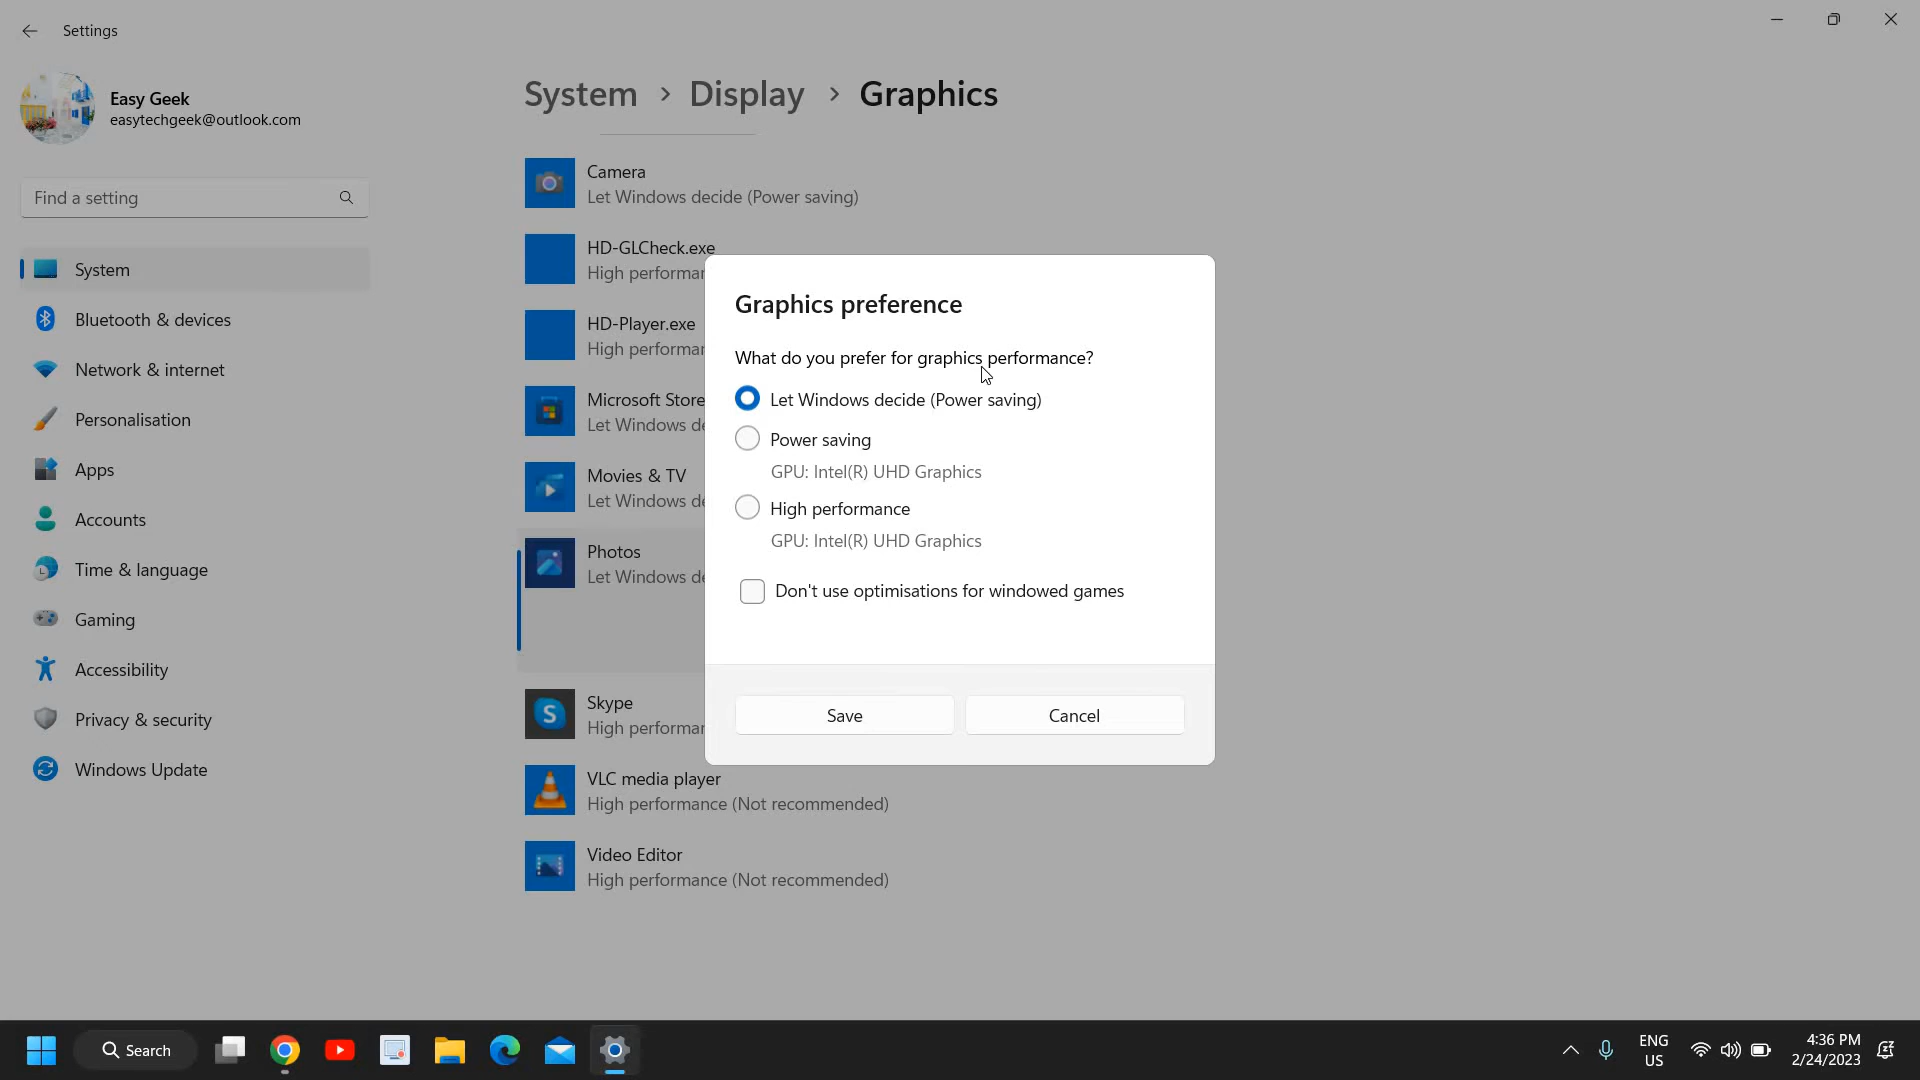 Settings
Easy Geek
easytechgeek@outlook.com
Find a setting
System
Bluetooth & devices
Network & internet
Personalisation
Apps
Accounts
Time & language
Gaming
Accessibility
Privacy & security
Windows Update
System > Display > Graphics
Camera
Let Windows decide (Power saving)
HD-GLCheck.exe
High performan
HD-Player.exe
High performan
Microsoft Store
Let Windows de
Movies & TV
Let Windows de
Photos
Let Windows de
Skype
High performan
VLC media player
High performance (Not recommended)
Video Editor
High performance (Not recommended)
Graphics preference
What do you prefer for graphics performance?
Let Windows decide (Power saving)
Power saving
GPU: Intel(R) UHD Graphics
High performance
GPU: Intel(R) UHD Graphics
Don't use optimisations for windowed games
Save
Cancel
Search
ENG
US
4:36 PM
2/24/2023